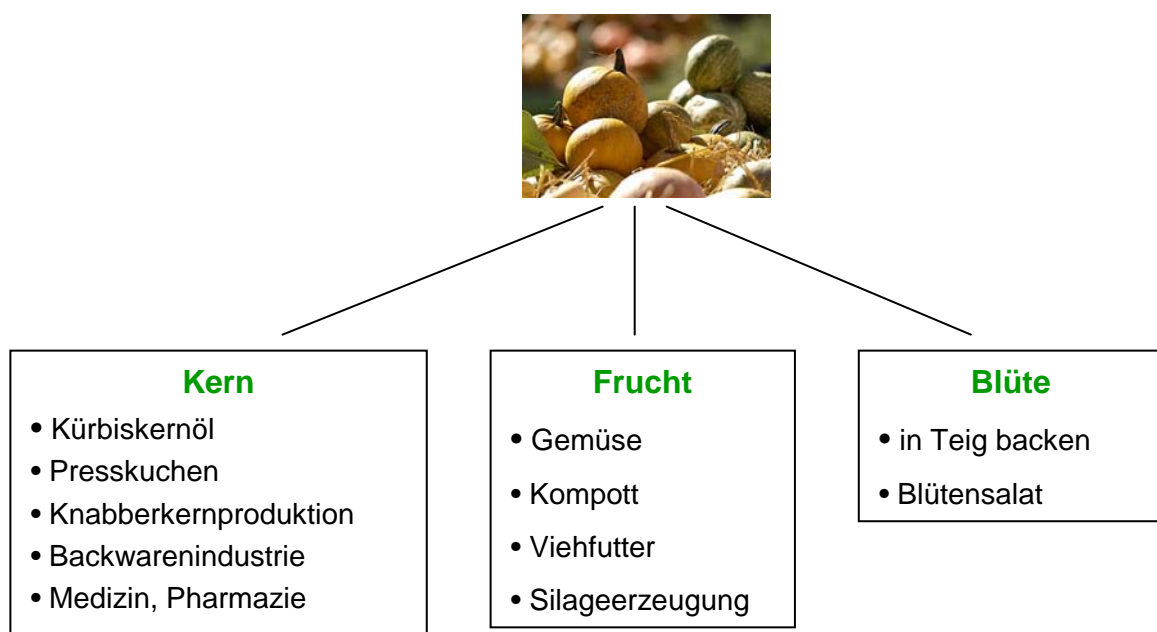 Kern
• Kürbiskernöl
• Presskuchen
• Knabberkernproduktion
• Backwarenindustrie
• Medizin, Pharmazie
Frucht
• Gemüse
• Kompott
• Viehfutter
• Silageerzeugung
Blüte
• in Teig backen
• Blütensalat